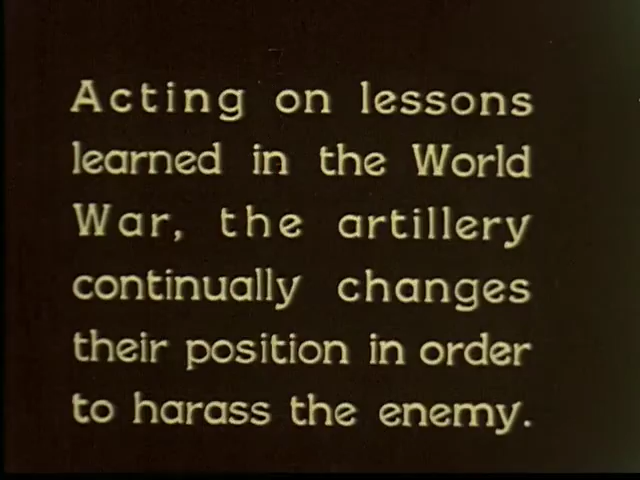 Acting on lessons
learned in the World
War, the artillery
continually changes
their position in order
to harass the enemy.